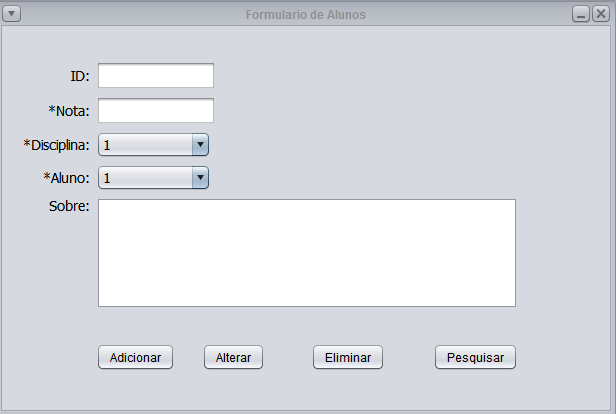 Formulario de Alunos
ID:
*Nota:
*Disciplina: 1
*Aluno: 1
Sobre:
Adicionar Alterar Eliminar Pesquisar